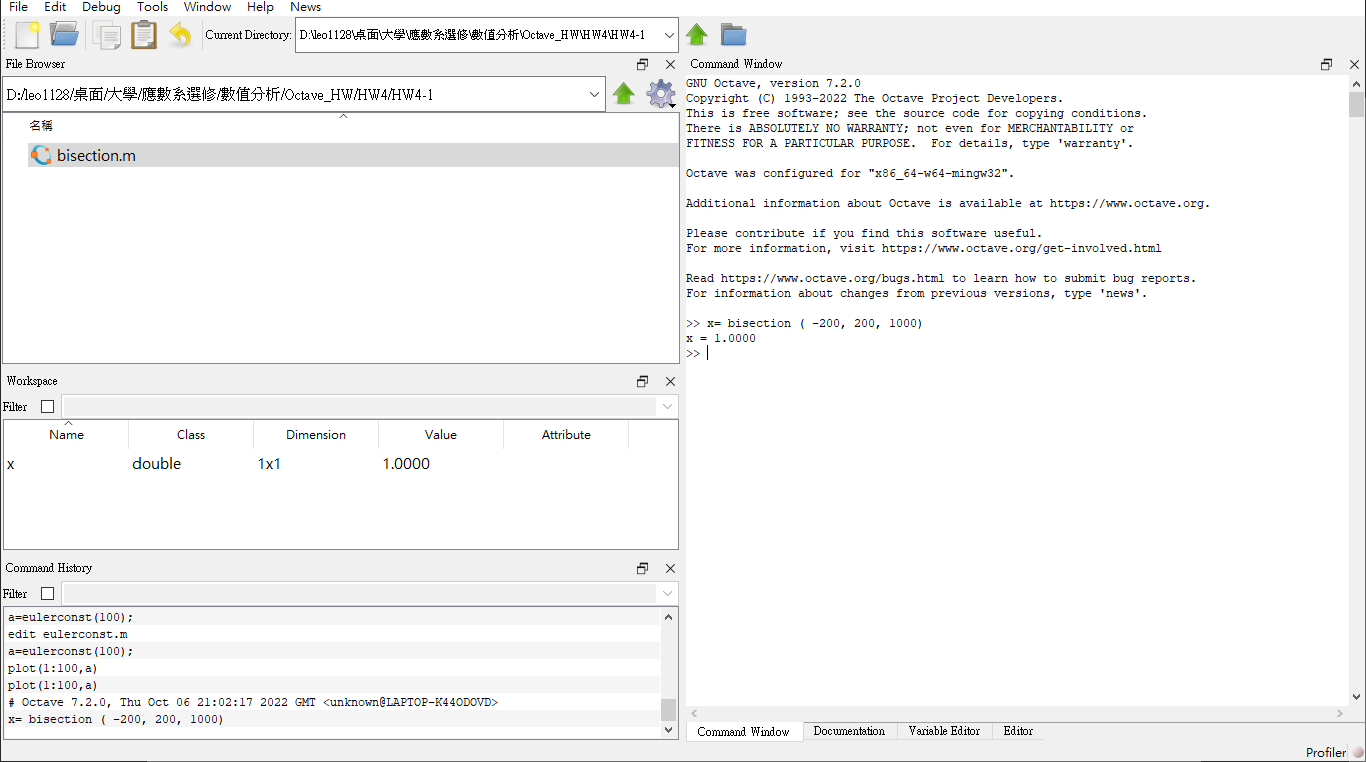 File Edit Debug Tools Window Help News
Current Directory: D:\leo1128\桌面\大學\應數系選修\數值分析\Octave_HW\HW4\HW4-1
File Browser
D:/leo1128/桌面/大學/應數系選修/數值分析/Octave_HW/HW4/HW4-1
名稱
bisection.m
Workspace
Filter
Name Class Dimension Value Attribute
x double 1x1 1.0000
Command History
Filter
a=eulerconst(100);
edit eulerconst.m
a=eulerconst(100);
plot(1:100,a)
plot(1:100,a)
# Octave 7.2.0, Thu Oct 06 21:02:17 2022 GMT <unknown@LAPTOP-K44ODOVD>
x= bisection ( -200, 200, 1000)
Command Window
GNU Octave, version 7.2.0
Copyright (C) 1993-2022 The Octave Project Developers.
This is free software; see the source code for copying conditions.
There is ABSOLUTELY NO WARRANTY; not even for MERCHANTABILITY or
FITNESS FOR A PARTICULAR PURPOSE.  For details, type 'warranty'.
Octave was configured for "x86_64-w64-mingw32".
Additional information about Octave is available at https://www.octave.org.
Please contribute if you find this software useful.
For more information, visit https://www.octave.org/get-involved.html
Read https://www.octave.org/bugs.html to learn how to submit bug reports.
For information about changes from previous versions, type 'news'.
>> x= bisection ( -200, 200, 1000)
x = 1.0000
>>
Command Window Documentation Variable Editor Editor
Profiler